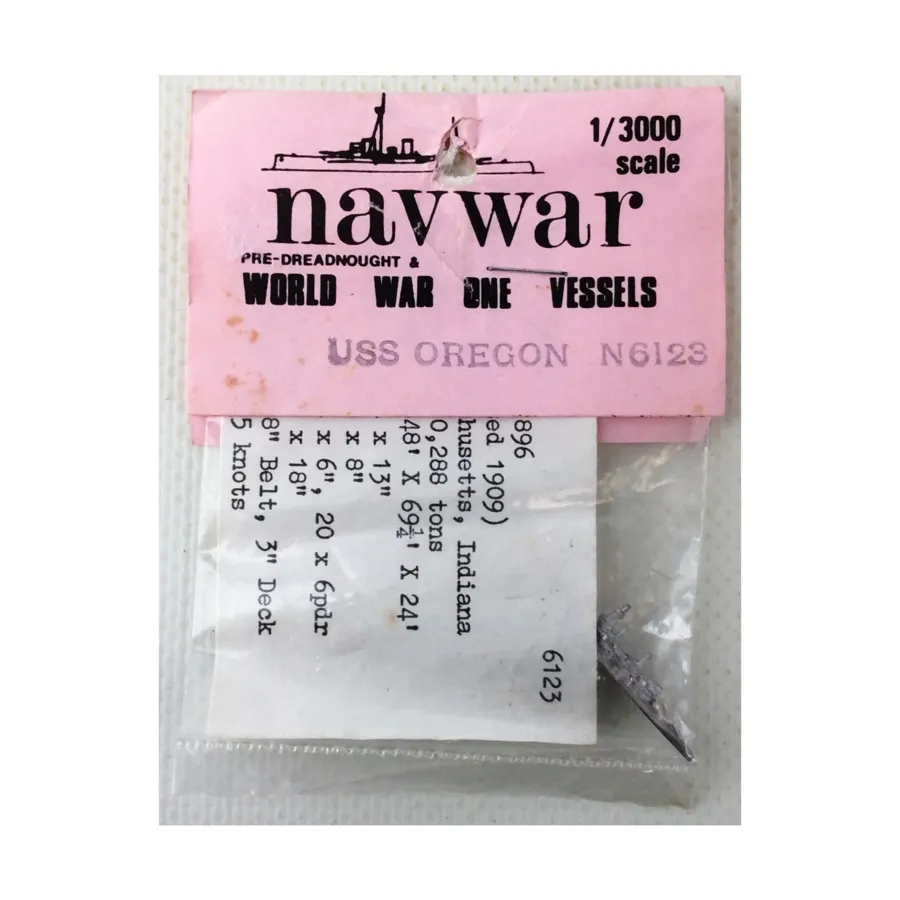 1/3000
scale
navwar
PRE-DREADNOUGHT &
WORLD WAR ONE VESSELS
USS OREGON N6123
6123
896
ed 1909)
husetts, Indiana
0,288 tons
48' X 69¼' X 24'
x 13"
x 8"
x 6", 20 x 6pdr
x 18"
8" Belt, 3" Deck
5 knots